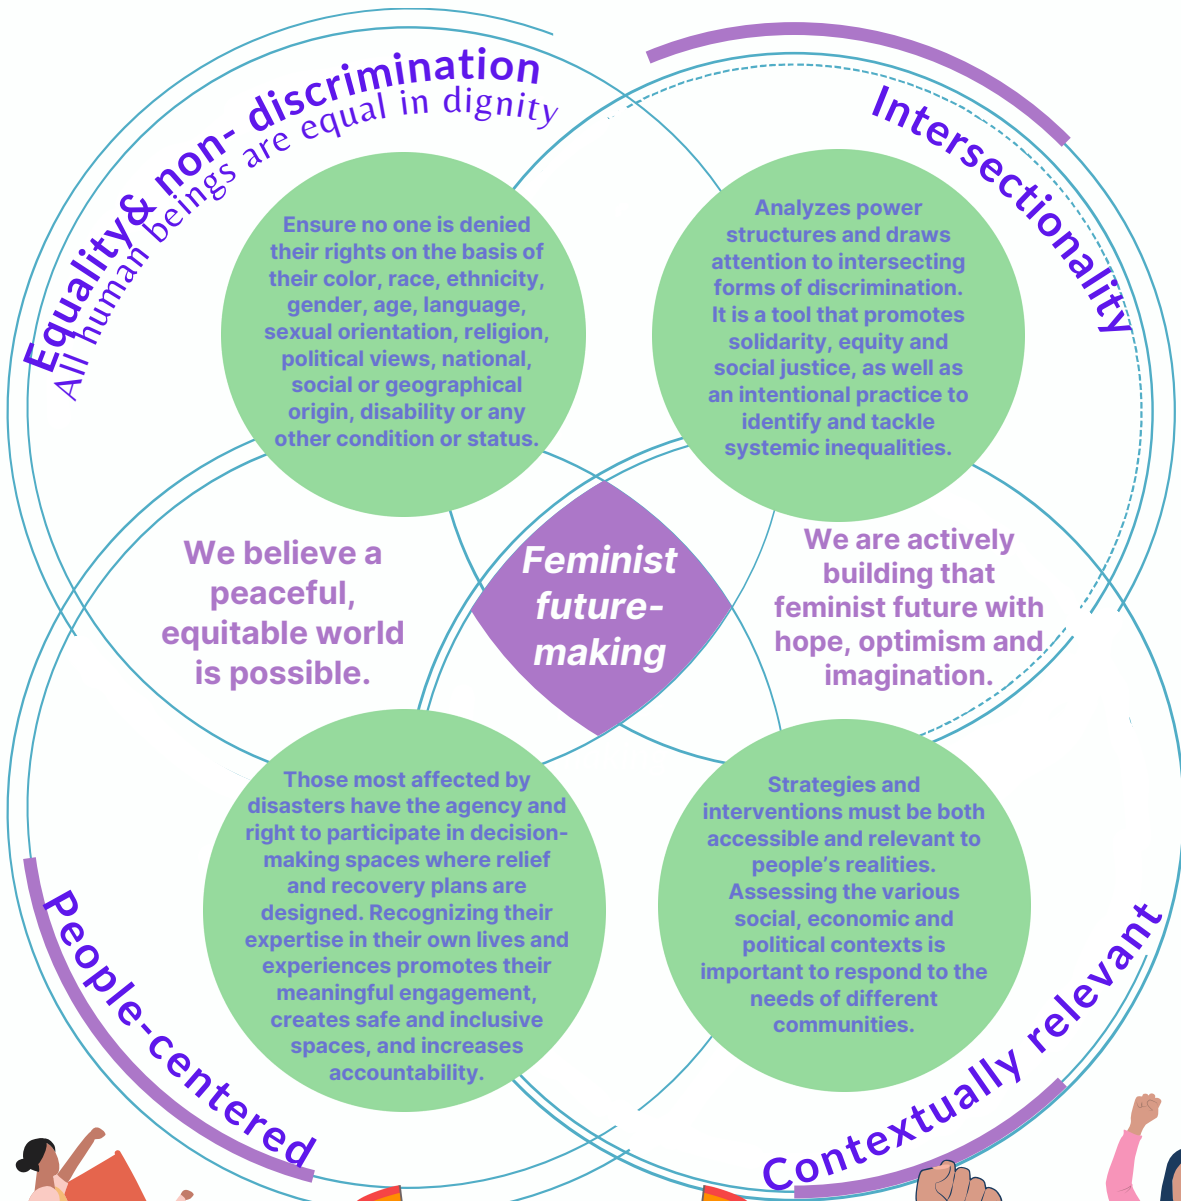 Equality& non- discrimination
All human beings are equal in dignity
Ensure no one is denied
their rights on the basis of
their color, race, ethnicity,
gender, age, language,
sexual orientation, religion,
political views, national,
social or geographical
origin, disability or any
other condition or status.
Intersectionality
Analyzes power
structures and draws
attention to intersecting
forms of discrimination.
It is a tool that promotes
solidarity, equity and
social justice, as well as
an intentional practice to
identify and tackle
systemic inequalities.
We believe a
peaceful,
equitable world
is possible.
Feminist
future-
making
We are actively
building that
feminist future with
hope, optimism and
imagination.
People-centered
Those most affected by
disasters have the agency and
right to participate in decision-
making spaces where relief
and recovery plans are
designed. Recognizing their
expertise in their own lives and
experiences promotes their
meaningful engagement,
creates safe and inclusive
spaces, and increases
accountability.
Contextually relevant
Strategies and
interventions must be both
accessible and relevant to
people's realities.
Assessing the various
social, economic and
political contexts is
important to respond to the
needs of different
communities.